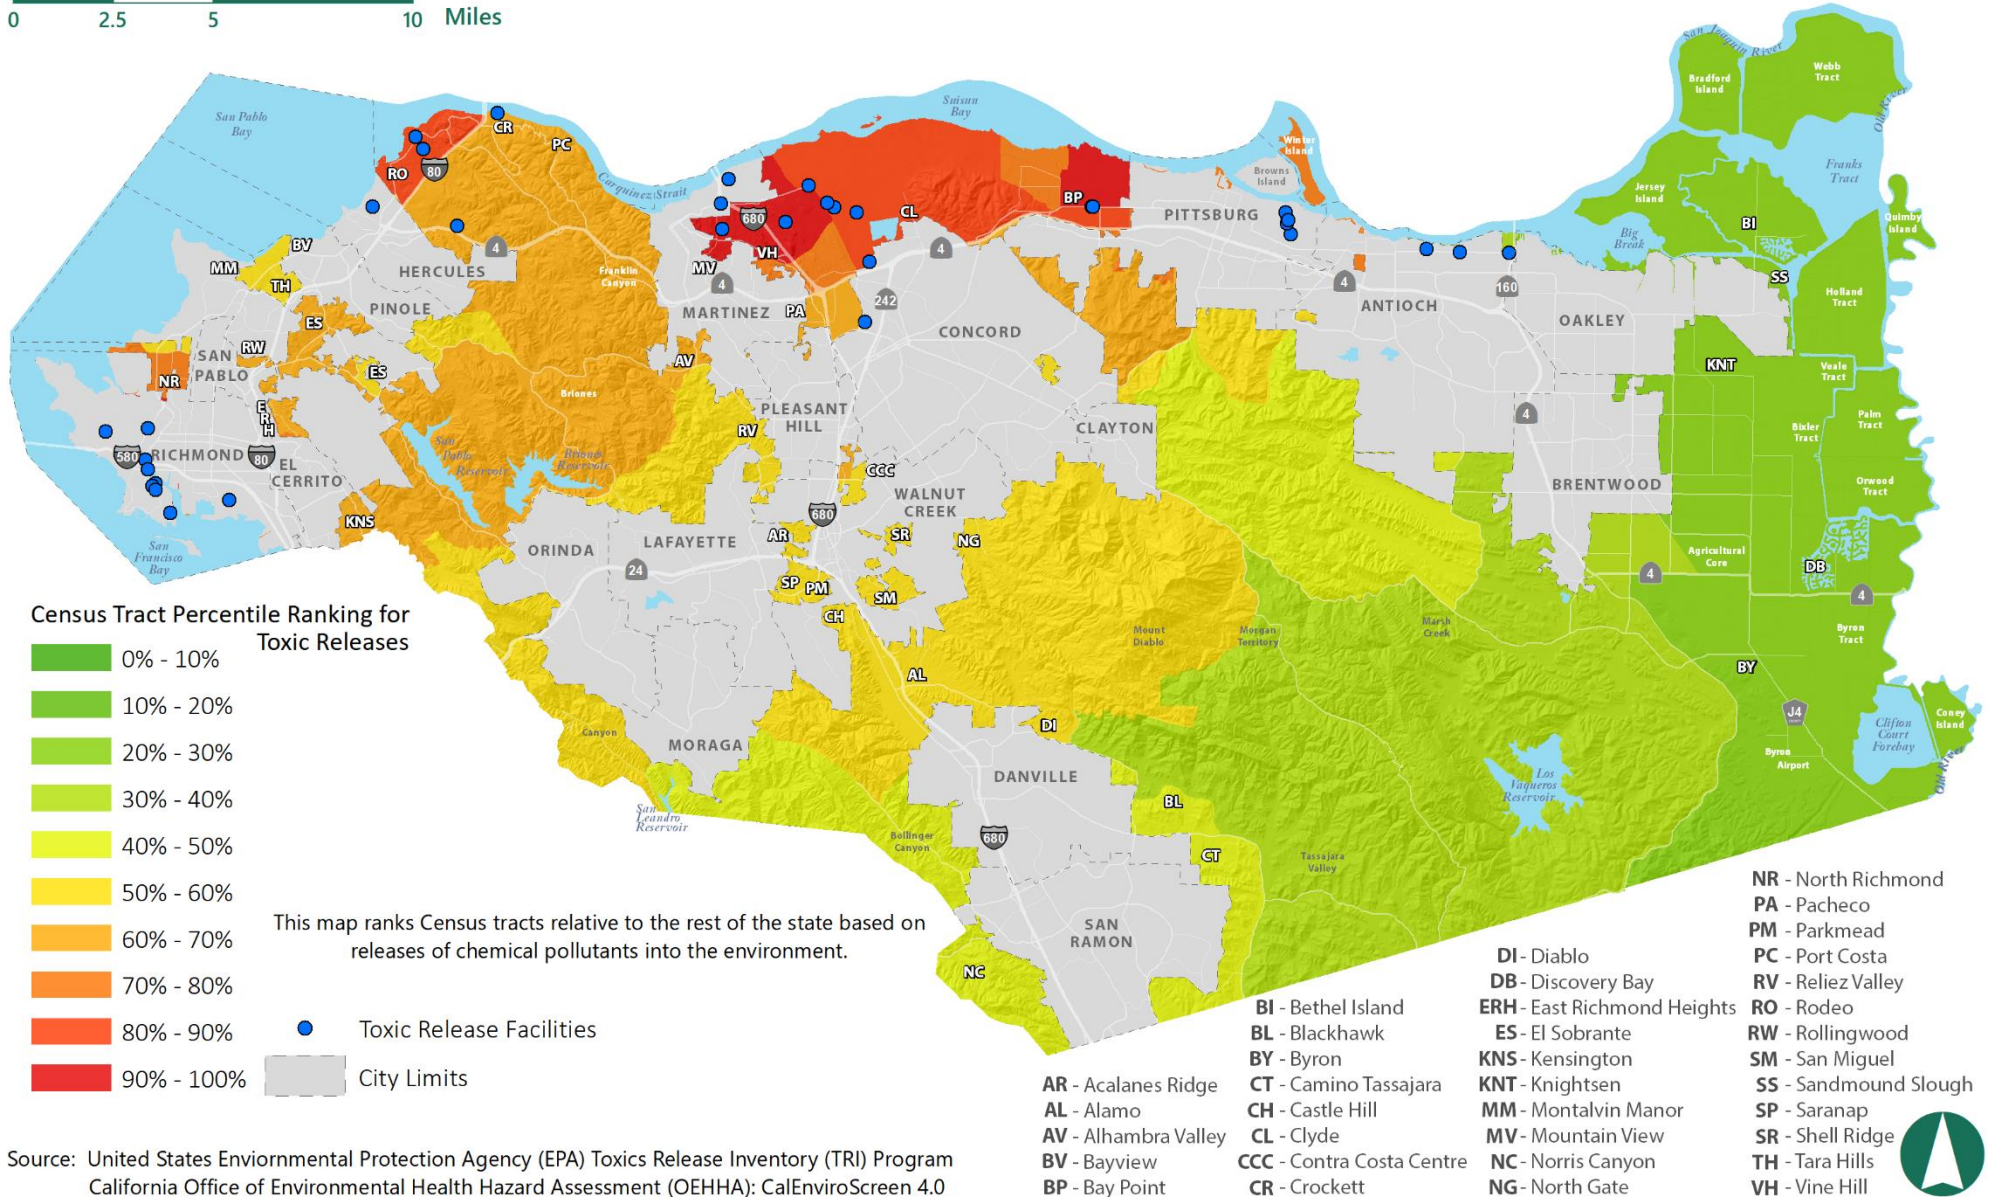 0 2.5 5 10 Miles
San Joaquin River
Bradford
Island
Webb
Tract
Old River
San Pablo
Bay
Suisun
Bay
CR
PC
RO
80
Carquinez Strait
Winter
Island
Browns
Island
Franks
Tract
Jersey
Island
BI
Quimby
Island
Big
Break
BP
CL
PITTSBURG
680
VH
MV
4
4
4
BV
MM
TH
HERCULES
Franklin
Canyon
PINOLE
ES
MARTINEZ
PA
242
CONCORD
4
ANTIOCH
160
OAKLEY
SS
Holland
Tract
SAN
PABLO
RW
NR
ES
AV
Briones
KNT
Veale
Tract
Palm
Tract
Bixler
Tract
E
R
H
PLEASANT
HILL
RV
CLAYTON
4
580
RICHMOND
80
EL
CERRITO
San
Pablo
Reservoir
Briones
Reservoir
CCC
WALNUT
CREEK
BRENTWOOD
Orwood
Tract
KNS
San
Francisco
Bay
ORINDA
LAFAYETTE
24
680
AR
SR
NG
SP
PM
SM
CH
Agricultural
Core
DB
4
4
Byron
Tract
Mount
Diablo
Morgan
Territory
Marsh
Creek
AL
BY
DI
J4
Coney
Island
Clifton
Court
Forebay
Old River
Byron
Airport
Canyon
MORAGA
DANVILLE
Los
Vaqueros
Reservoir
San
Leandro
Reservoir
BL
Bollinger
Canyon
680
CT
Tassajara
Valley
SAN
RAMON
NC
Census Tract Percentile Ranking for
Toxic Releases
0% - 10%
10% - 20%
20% - 30%
30% - 40%
40% - 50%
50% - 60%
60% - 70%
70% - 80%
80% - 90%
90% - 100%
This map ranks Census tracts relative to the rest of the state based on
releases of chemical pollutants into the environment.
Toxic Release Facilities
City Limits
AR - Acalanes Ridge
AL - Alamo
AV - Alhambra Valley
BV - Bayview
BP - Bay Point
BI - Bethel Island
BL - Blackhawk
BY - Byron
CT - Camino Tassajara
CH - Castle Hill
CL - Clyde
CCC - Contra Costa Centre
CR - Crockett
DI - Diablo
DB - Discovery Bay
ERH - East Richmond Heights
ES - El Sobrante
KNS - Kensington
KNT - Knightsen
MM - Montalvin Manor
MV - Mountain View
NC - Norris Canyon
NG - North Gate
NR - North Richmond
PA - Pacheco
PM - Parkmead
PC - Port Costa
RV - Reliez Valley
RO - Rodeo
RW - Rollingwood
SM - San Miguel
SS - Sandmound Slough
SP - Saranap
SR - Shell Ridge
TH - Tara Hills
VH - Vine Hill
Source: United States Enviornmental Protection Agency (EPA) Toxics Release Inventory (TRI) Program
California Office of Environmental Health Hazard Assessment (OEHHA): CalEnviroScreen 4.0